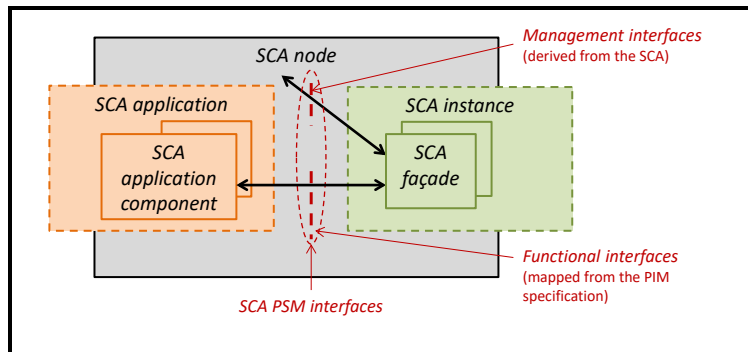 SCA node
Management interfaces
(derived from the SCA)
SCA application
SCA instance
SCA
application
component
SCA
façade
Functional interfaces
(mapped from the PIM
specification)
SCA PSM interfaces